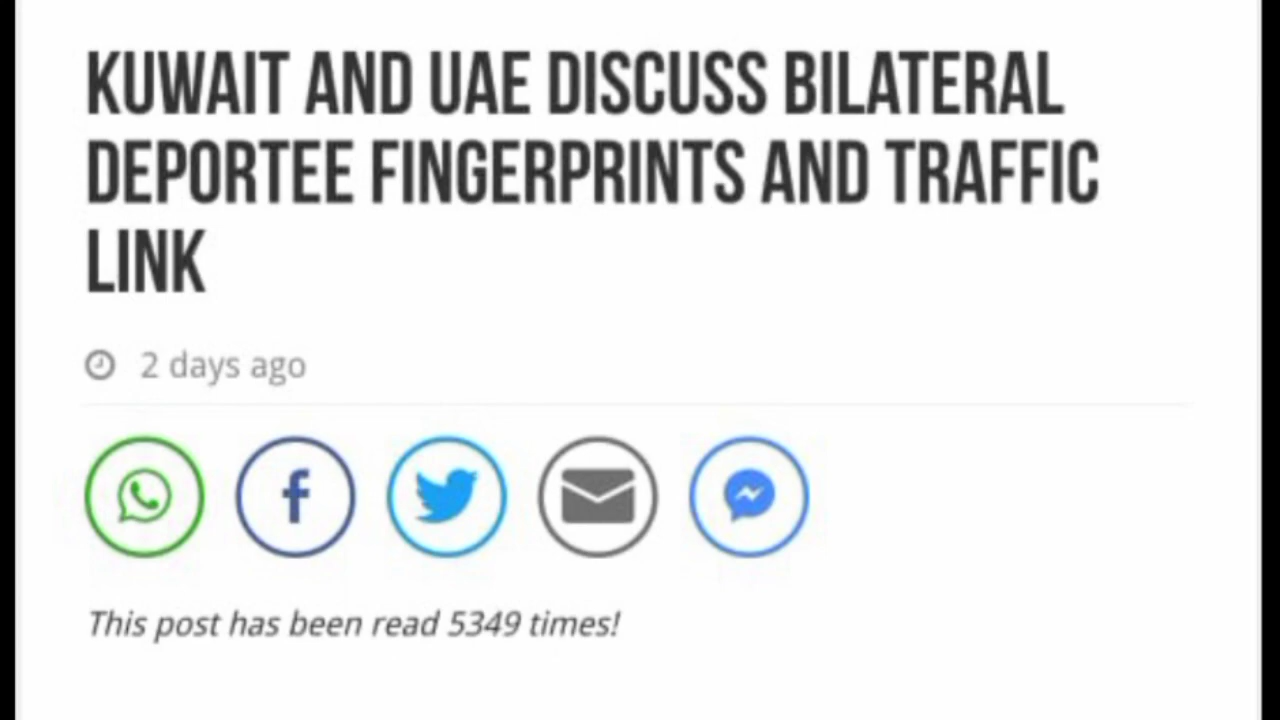 KUWAIT AND UAE DISCUSS BILATERAL
DEPORTEE FINGERPRINTS AND TRAFFIC
LINK
2 days ago
This post has been read 5349 times!